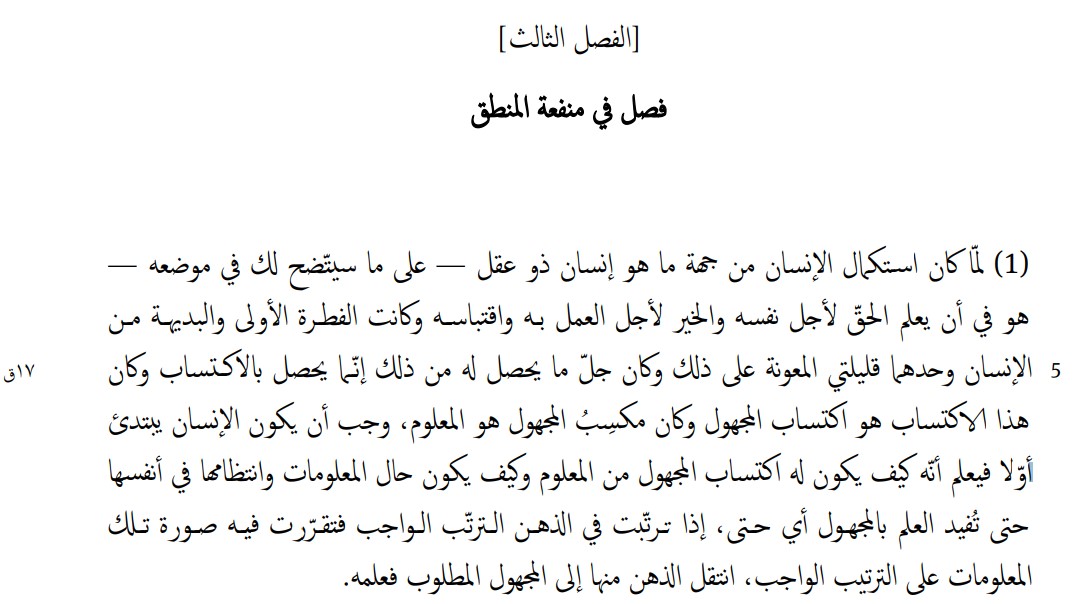 [الفصل الثالث]
فصل في منفعة المنطق
(1) لمّا كان استكمال الإنسان من جهة ما هو إنسان ذو عقل — على ما سيتّضح لك في موضعه —
هو في أن يعلم الحقّ لأجل نفسه والخير لأجل العمل به واقتباسه وكانت الفطرة الأولى والبديهة من
5 الإنسان وحدهما قليلتي المعونة على ذلك وكان جلّ ما يحصل له من ذلك إنّما يحصل بالاكتساب وكان ١٧ق
هذا الاكتساب هو اكتساب المجهول وكان مكسِبُ المجهول هو المعلوم، وجب أن يكون الإنسان يبتدئ
أوّلا فيعلم أنّه كيف يكون له اكتساب المجهول من المعلوم وكيف يكون حال المعلومات وانتظامها في أنفسها
حتى تُفيد العلم بالمجهول أي حتى، إذا ترتّبت في الذهن الترتّب الواجب فتقرّرت فيه صورة تلك
المعلومات على الترتيب الواجب، انتقل الذهن منها إلى المجهول المطلوب فعلمه.